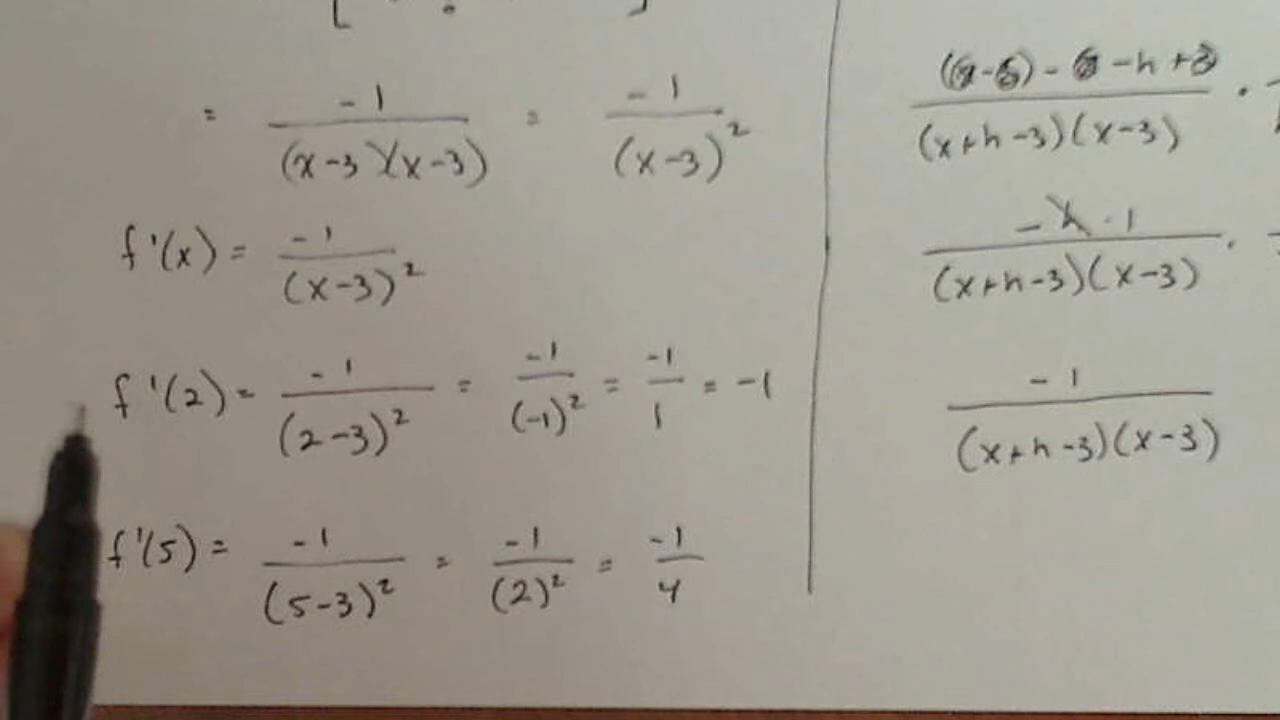 = -1/((x-3)(x-3)) = -1/(x-3)²
f'(x) = -1/(x-3)²
f'(2) = -1/(2-3)² = -1/(-1)² = -1/1 = -1
f'(5) = -1/(5-3)² = -1/(2)² = -1/4
-h+3/((x+h-3)(x-3)) ·
-h·1/((x+h-3)(x-3)) ·
-1/((x+h-3)(x-3))